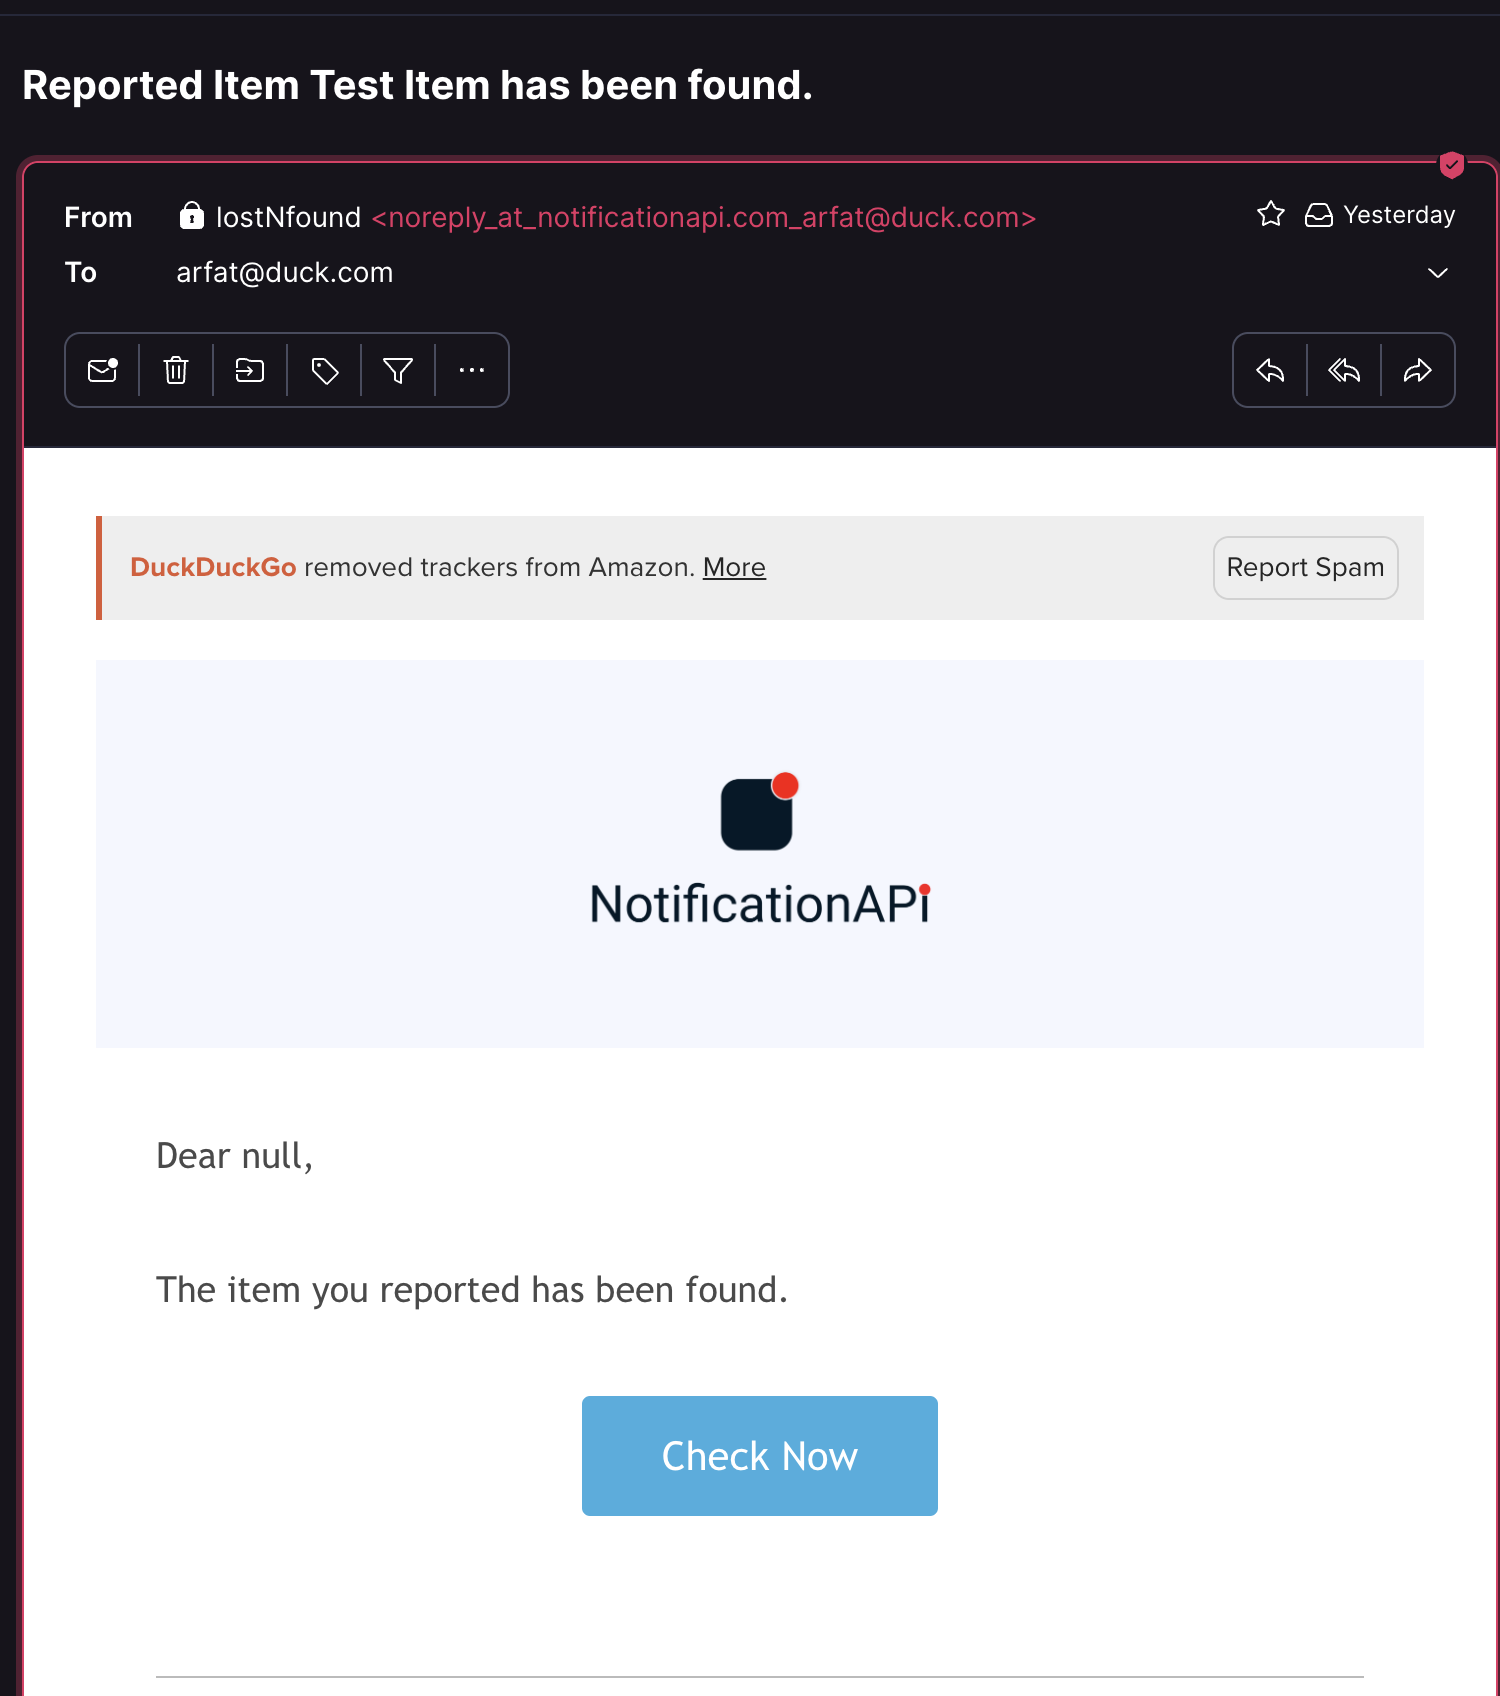 Reported Item Test Item has been found.
From lostNfound <noreply_at_notificationapi.com_arfat@duck.com> Yesterday
To arfat@duck.com
DuckDuckGo removed trackers from Amazon. More Report Spam
NotificationAPi
Dear null,
The item you reported has been found.
Check Now